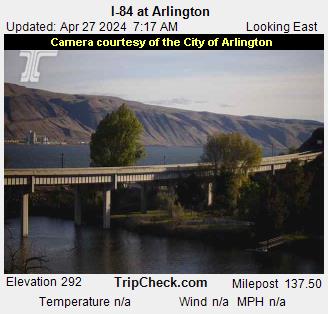 I-84 at Arlington
Updated: Apr 27 2024 7:17 AM Looking East
Camera courtesy of the City of Arlington
Elevation 292 TripCheck.com Milepost 137.50
Temperature n/a Wind n/a MPH n/a